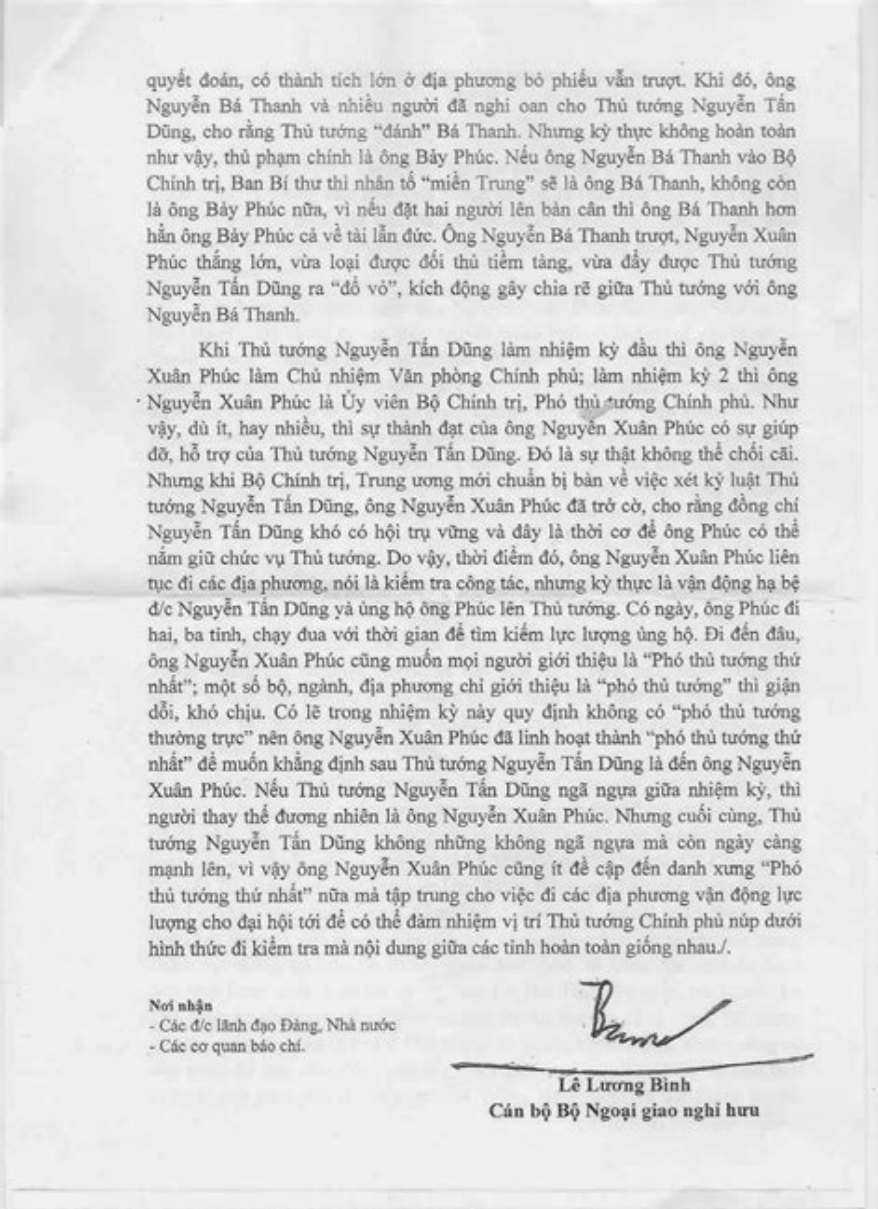 quyết đoán, có thành tích lớn ở địa phương bỏ phiếu vẫn trượt. Khi đó, ông
Nguyễn Bá Thanh và nhiều người đã nghi oan cho Thủ tướng Nguyễn Tấn
Dũng, cho rằng Thủ tướng “đánh” Bá Thanh. Nhưng kỳ thực không hoàn toàn
như vậy, thủ phạm chính là ông Bảy Phúc. Nếu ông Nguyễn Bá Thanh vào Bộ
Chính trị, Ban Bí thư thì nhân tố “miền Trung” sẽ là ông Bá Thanh, không còn
là ông Bảy Phúc nữa, vì nếu đặt hai người lên bàn cân thì ông Bá Thanh hơn
hẳn ông Bảy Phúc cả về tài lẫn đức. Ông Nguyễn Bá Thanh trượt, Nguyễn Xuân
Phúc thắng lớn, vừa loại được đối thủ tiềm tàng, vừa đẩy được Thủ tướng
Nguyễn Tấn Dũng ra “đổ vỏ”, kích động gây chia rẽ giữa Thủ tướng với ông
Nguyễn Bá Thanh.
Khi Thủ tướng Nguyễn Tấn Dũng làm nhiệm kỳ đầu thì ông Nguyễn
Xuân Phúc làm Chủ nhiệm Văn phòng Chính phủ; làm nhiệm kỳ 2 thì ông
Nguyễn Xuân Phúc là Ủy viên Bộ Chính trị, Phó thủ tướng Chính phủ. Như
vậy, dù ít, hay nhiều, thì sự thành đạt của ông Nguyễn Xuân Phúc có sự giúp
đỡ, hỗ trợ của Thủ tướng Nguyễn Tấn Dũng. Đó là sự thật không thể chối cãi.
Nhưng khi Bộ Chính trị, Trung ương mới chuẩn bị bàn về việc xét kỷ luật Thủ
tướng Nguyễn Tấn Dũng, ông Nguyễn Xuân Phúc đã trở cờ, cho rằng đồng chí
Nguyễn Tấn Dũng khó có hội trụ vững và đây là thời cơ để ông Phúc có thể
nắm giữ chức vụ Thủ tướng. Do vậy, thời điểm đó, ông Nguyễn Xuân Phúc liên
tục đi các địa phương, nói là kiểm tra công tác, nhưng kỳ thực là vận động hạ bệ
đ/c Nguyễn Tấn Dũng và ủng hộ ông Phúc lên Thủ tướng. Có ngày, ông Phúc đi
hai, ba tỉnh, chạy đua với thời gian để tìm kiếm lực lượng ủng hộ. Đi đến đâu,
ông Nguyễn Xuân Phúc cũng muốn mọi người giới thiệu là “Phó thủ tướng thứ
nhất”; một số bộ, ngành, địa phương chỉ giới thiệu là “phó thủ tướng” thì giận
dỗi, khó chịu. Có lẽ trong nhiệm kỳ này quy định không có “phó thủ tướng
thường trực” nên ông Nguyễn Xuân Phúc đã linh hoạt thành “phó thủ tướng thứ
nhất” để muốn khẳng định sau Thủ tướng Nguyễn Tấn Dũng là đến ông Nguyễn
Xuân Phúc. Nếu Thủ tướng Nguyễn Tấn Dũng ngã ngựa giữa nhiệm kỳ, thì
người thay thế đương nhiên là ông Nguyễn Xuân Phúc. Nhưng cuối cùng, Thủ
tướng Nguyễn Tấn Dũng không những không ngã ngựa mà còn ngày càng
mạnh lên, vì vậy ông Nguyễn Xuân Phúc cũng ít đề cập đến danh xưng “Phó
thủ tướng thứ nhất” nữa mà tập trung cho việc đi các địa phương vận động lực
lượng cho đại hội tới để có thể đảm nhiệm vị trí Thủ tướng Chính phủ núp dưới
hình thức đi kiểm tra mà nội dung giữa các tỉnh hoàn toàn giống nhau./.
Nơi nhận
- Các đ/c lãnh đạo Đảng, Nhà nước
- Các cơ quan báo chí.
Lê Lương Bình
Cán bộ Bộ Ngoại giao nghỉ hưu